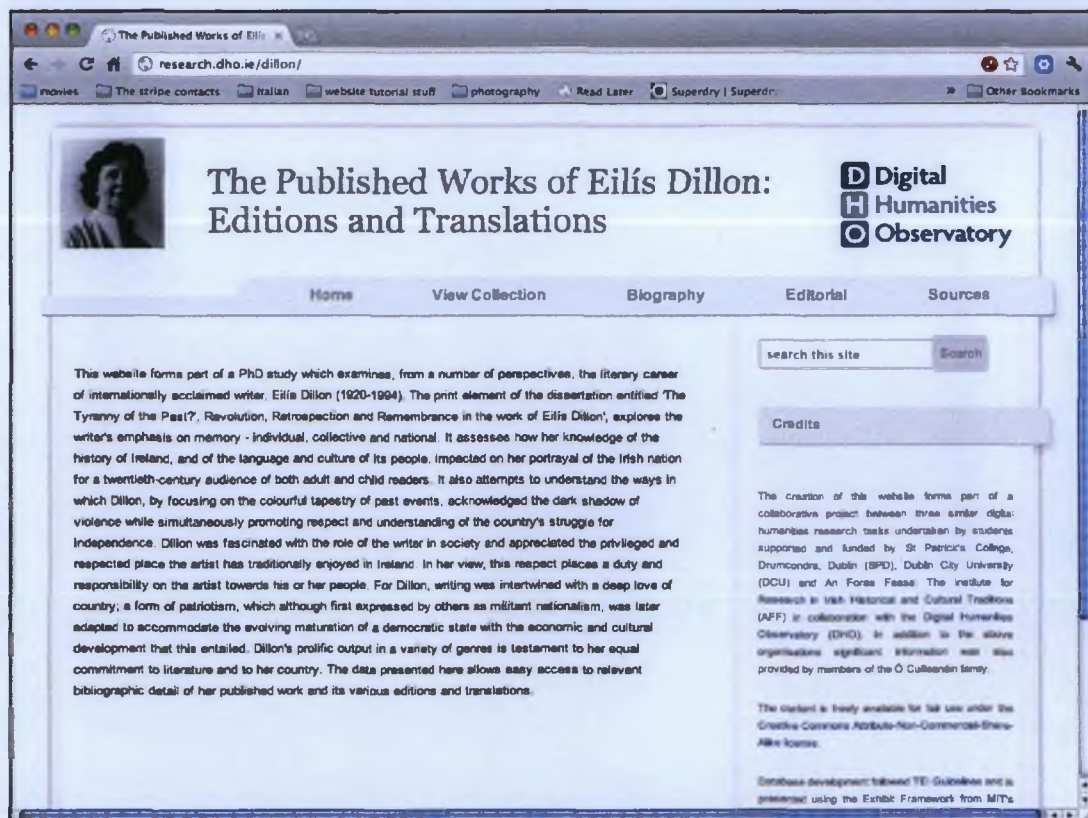 The Published Works of Eilís
research.dho.ie/dillon/
movies The stripe contacts italian website tutorial stuff photography Read Later Superdry | Superdr.. » Other Bookmarks
The Published Works of Eilís Dillon:
Editions and Translations
D Digital
H Humanities
O Observatory
Home View Collection Biography Editorial Sources
This website forms part of a PhD study which examines, from a number of perspectives, the literary career
of internationally acclaimed writer, Eilís Dillon (1920-1994). The print element of the dissertation entitled 'The
Tyranny of the Past?', Revolution, Retrospection and Remembrance in the work of Eilís Dillon', explores the
writer's emphasis on memory - individual, collective and national. It assesses how her knowledge of the
history of Ireland, and of the language and culture of its people, impacted on her portrayal of the Irish nation
for a twentieth-century audience of both adult and child readers. It also attempts to understand the ways in
which Dillon, by focusing on the colourful tapestry of past events, acknowledged the dark shadow of
violence while simultaneously promoting respect and understanding of the country's struggle for
Independence. Dillon was fascinated with the role of the writer in society and appreciated the privileged and
respected place the artist has traditionally enjoyed in Ireland. In her view, this respect places a duty and
responsibility on the artist towards his or her people. For Dillon, writing was intertwined with a deep love of
country; a form of patriotism, which although first expressed by others as militant nationalism, was later
adapted to accommodate the evolving maturation of a democratic state with the economic and cultural
development that this entailed. Dillon's prolific output in a variety of genres is testament to her equal
commitment to literature and to her country. The data presented here allows easy access to relevant
bibliographic detail of her published work and its various editions and translations.
search this site Search
Credits
The creation of this website forms part of a
collaborative project between three similar digital
humanities research tasks undertaken by students
supported and funded by St Patrick's College,
Drumcondra, Dublin (SPD), Dublin City University
(DCU) and An Foras Feasa: The Institute for
Research in Irish Historical and Cultural Traditions
(AFF) in collaboration with the Digital Humanities
Observatory (DHO). In addition to the above
organisations significant information was also
provided by members of the Ó Cuilleanáin family.
The content is freely available for fair use under the
Creative Commons Attribute-Non-Commercial-Share-
Alike license.
Database development followed TEI Guidelines and is
presented using the Exhibit Framework from MIT's